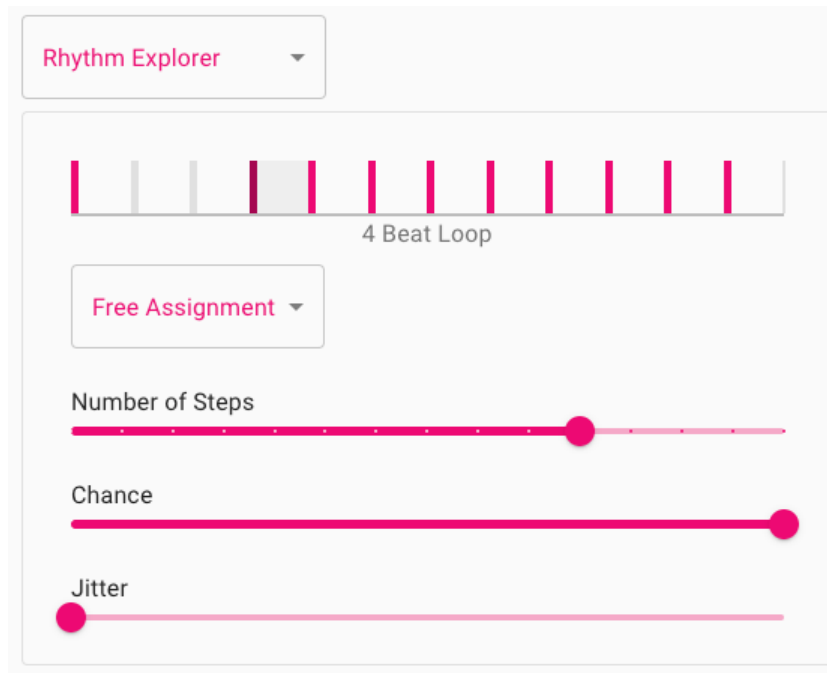 Rhythm Explorer
4 Beat Loop
Free Assignment
Number of Steps
Chance
Jitter